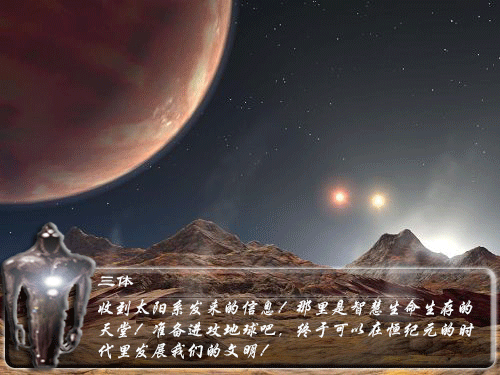 三体
收到太阳系发来的信息！那里是智慧生命生存的
天堂！准备进攻地球吧，终于可以在恒纪元的时
代里发展我们的文明！